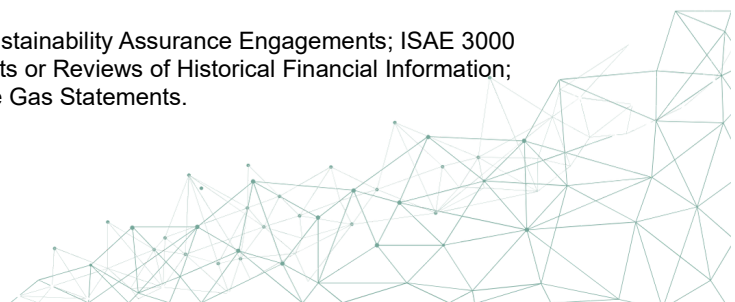 stainability Assurance Engagements; ISAE 3000
ts or Reviews of Historical Financial Information;
e Gas Statements.